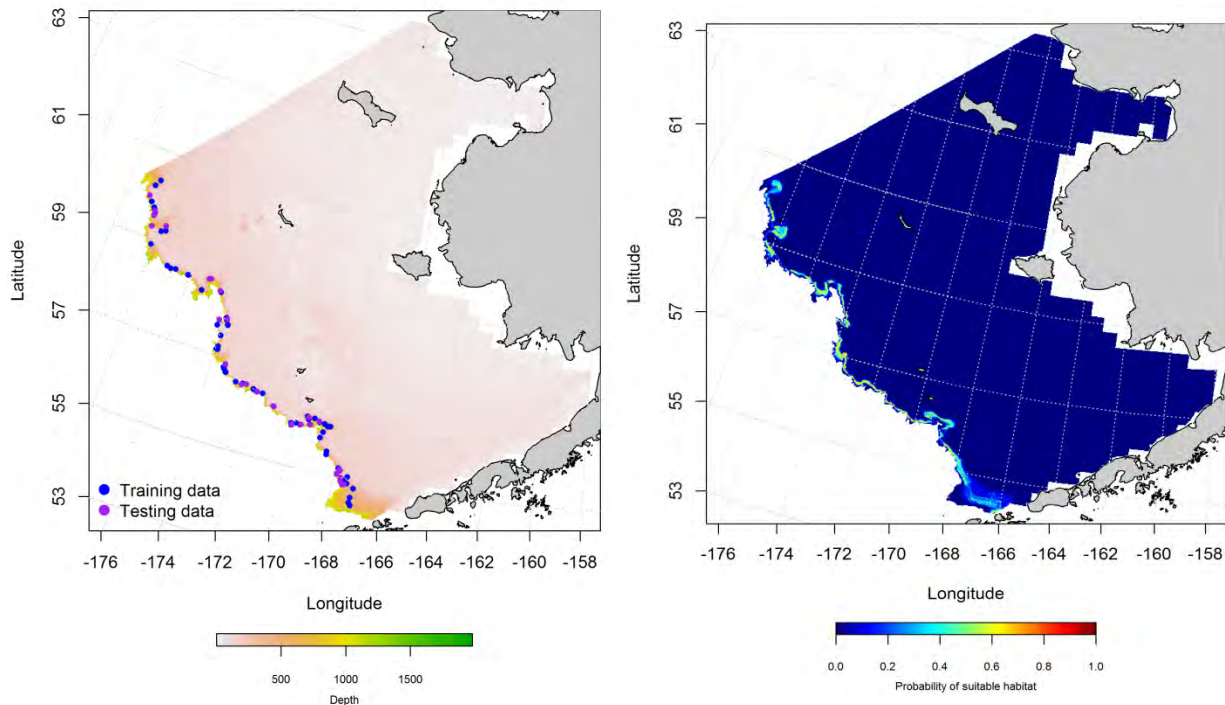 63
61
59
57
55
53
Latitude
Training data
Testing data
-176 -174 -172 -170 -168 -166 -164 -162 -160 -158
Longitude
500 1000 1500
Depth
63
61
59
57
55
53
Latitude
-176 -174 -172 -170 -168 -166 -164 -162 -160 -158
Longitude
0.0 0.2 0.4 0.6 0.8 1.0
Probability of suitable habitat